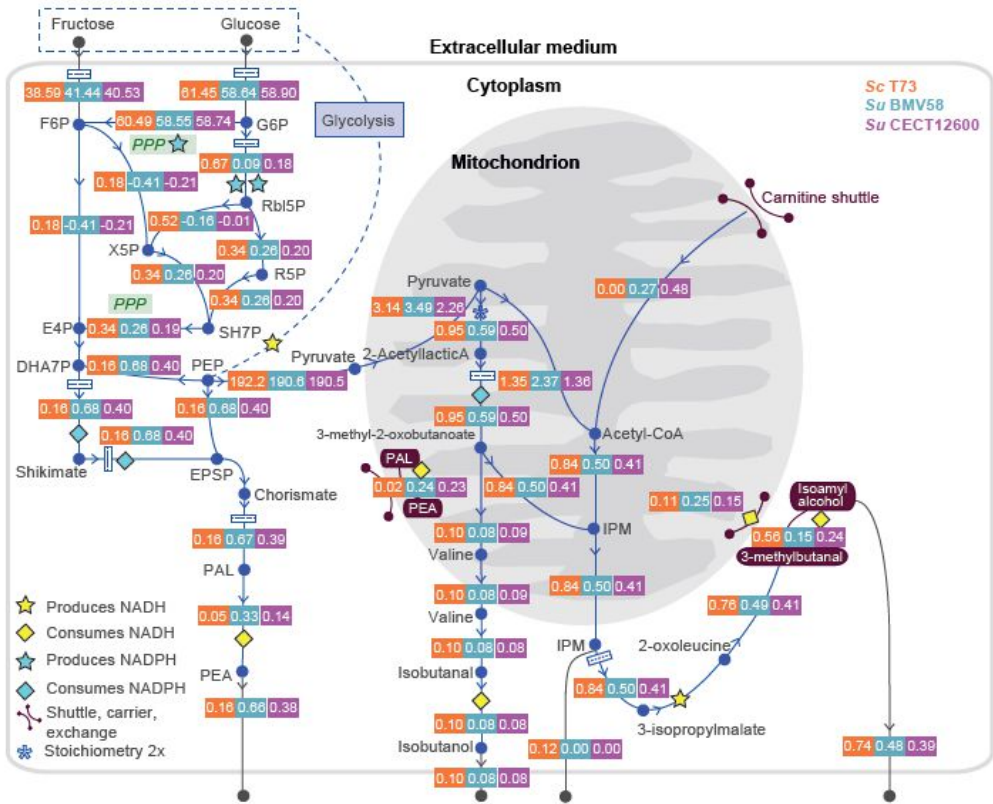 Fructose
Glucose
Extracellular medium
Cytoplasm
Sc T73
Su BMV58
Su CECT12600
38.59 41.44 40.53
61.45 58.64 58.90
Glycolysis
F6P
60.49 58.55 58.74
G6P
PPP
Mitochondrion
0.67 0.09 0.18
0.18 -0.41 -0.21
Rbl5P
Carnitine shuttle
0.18 -0.41 -0.21
0.52 -0.16 -0.01
X5P
0.34 0.26 0.20
0.34 0.26 0.20
R5P
Pyruvate
0.00 0.27 0.48
PPP
0.34 0.26 0.20
3.14 3.49 2.26
E4P
0.34 0.26 0.19
SH7P
0.95 0.59 0.50
DHA7P
0.16 0.68 0.40
PEP
Pyruvate
2-AcetyllacticA
192.2 190.6 190.5
1.35 2.37 1.36
0.16 0.68 0.40
0.16 0.68 0.40
0.95 0.59 0.50
0.16 0.68 0.40
3-methyl-2-oxobutanoate
Acetyl-CoA
Shikimate
EPSP
PAL
0.84 0.50 0.41
0.02 0.24 0.23
0.84 0.50 0.41
PEA
Chorismate
0.11 0.25 0.15
Isoamyl
alcohol
0.16 0.67 0.39
0.10 0.08 0.09
IPM
0.56 0.15 0.24
Valine
3-methylbutanal
PAL
0.10 0.08 0.09
0.84 0.50 0.41
0.76 0.49 0.41
Produces NADH
0.05 0.33 0.14
Valine
Consumes NADH
0.10 0.08 0.08
IPM
2-oxoleucine
Produces NADPH
PEA
Isobutanal
Consumes NADPH
0.84 0.50 0.41
Shuttle, carrier,
exchange
0.16 0.66 0.38
0.10 0.08 0.08
3-isopropylmalate
Stoichiometry 2x
Isobutanol
0.12 0.00 0.00
0.74 0.48 0.39
0.10 0.08 0.08